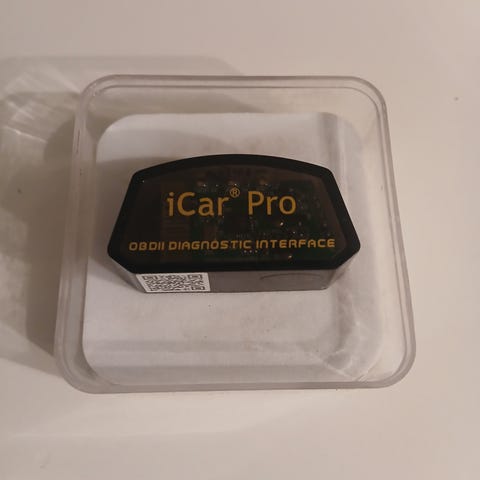 iCar® Pro
OBDII DIAGNOSTIC INTERFACE